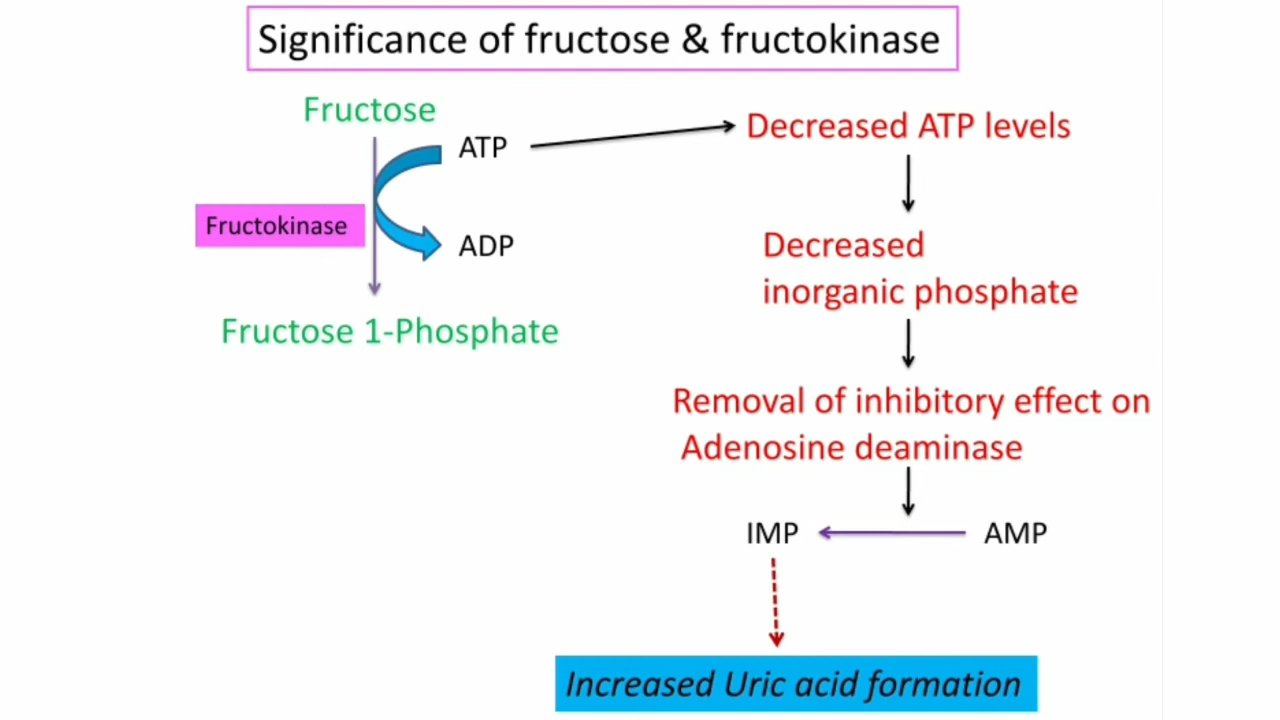 Significance of fructose & fructokinase
Fructose
ATP
Fructokinase
ADP
Fructose 1-Phosphate
Decreased ATP levels
Decreased
inorganic phosphate
Removal of inhibitory effect on
Adenosine deaminase
IMP
AMP
Increased Uric acid formation